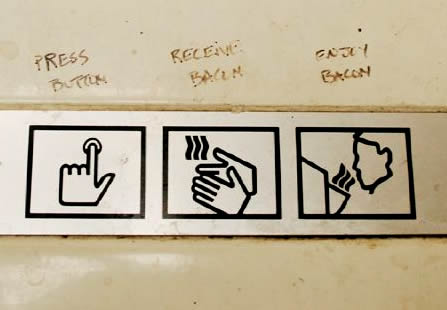 PRESS
BUTTON
RECEIVE
BACON
ENJOY
BACON